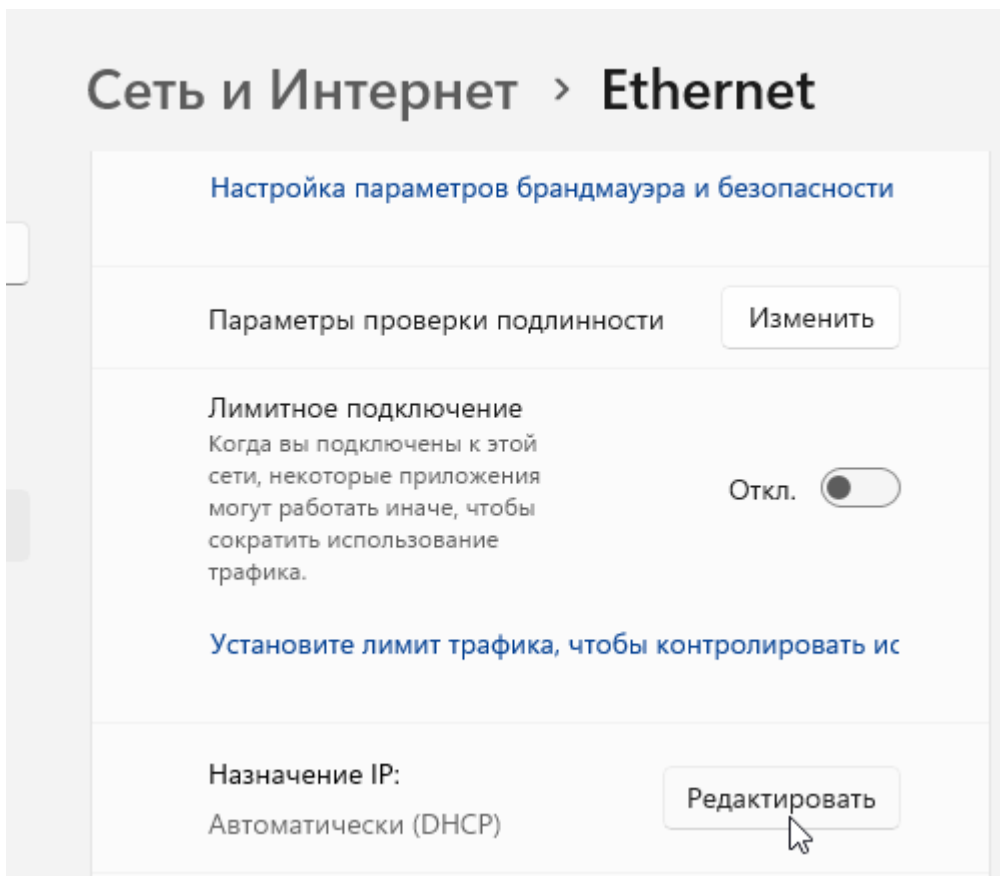 Сеть и Интернет > Ethernet
Настройка параметров брандмауэра и безопасности
Параметры проверки подлинности
Изменить
Лимитное подключение
Когда вы подключены к этой
сети, некоторые приложения
могут работать иначе, чтобы
сократить использование
трафика.
Откл.
Установите лимит трафика, чтобы контролировать ис
Назначение IP:
Автоматически (DHCP)
Редактировать